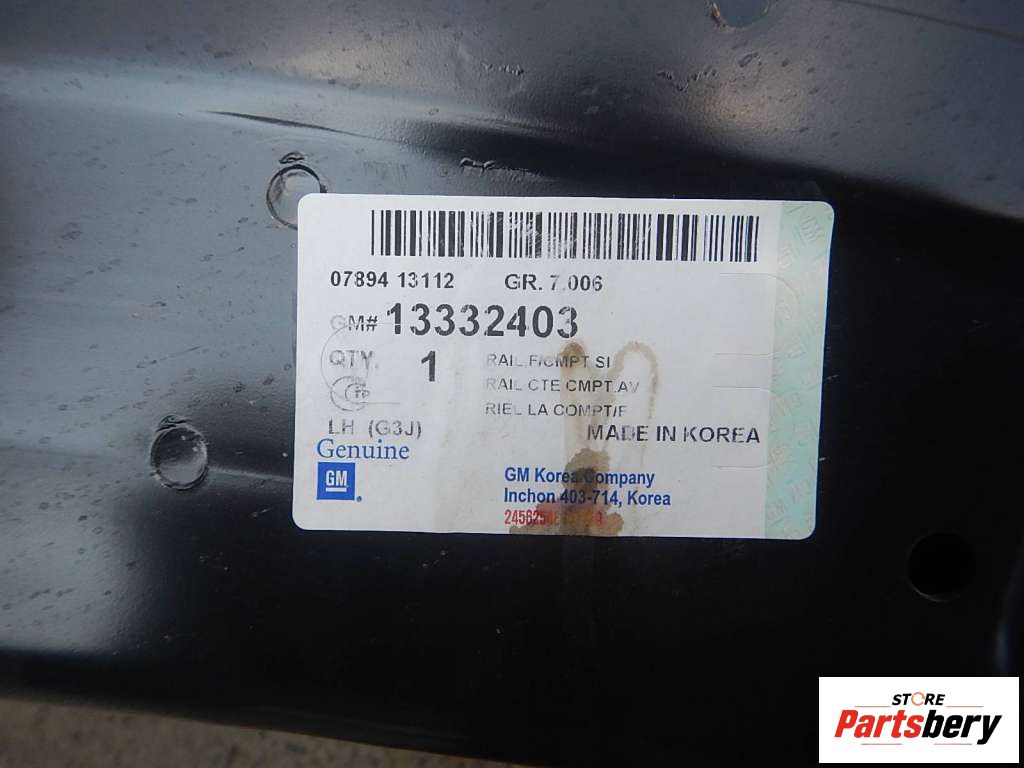 07894 13112 GR. 7.006
GM# 13332403
QTY. 1 RAIL,F/CMPT SI
RAIL CTE CMPT.AV
RIEL LA COMPT/F
LH (G3J) MADE IN KOREA
Genuine
GM
GM Korea Company
Inchon 403-714, Korea
STORE
Partsbery